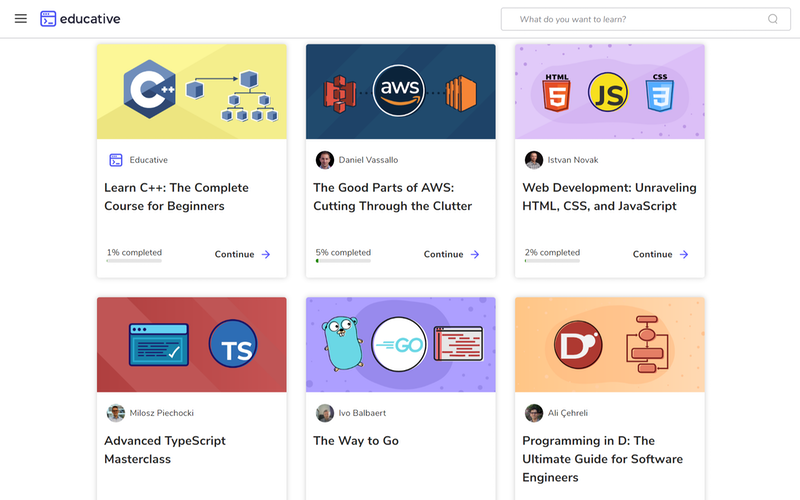 educative
What do you want to learn?
C++
aws
HTML
5
JS
CSS
3
Educative
Daniel Vassallo
Istvan Novak
Learn C++: The Complete
Course for Beginners
The Good Parts of AWS:
Cutting Through the Clutter
Web Development: Unraveling
HTML, CSS, and JavaScript
1% completed
Continue
5% completed
Continue
2% completed
Continue
TS
GO
D
Milosz Piechocki
Ivo Balbaert
Ali Çehreli
Advanced TypeScript
Masterclass
The Way to Go
Programming in D: The
Ultimate Guide for Software
Engineers